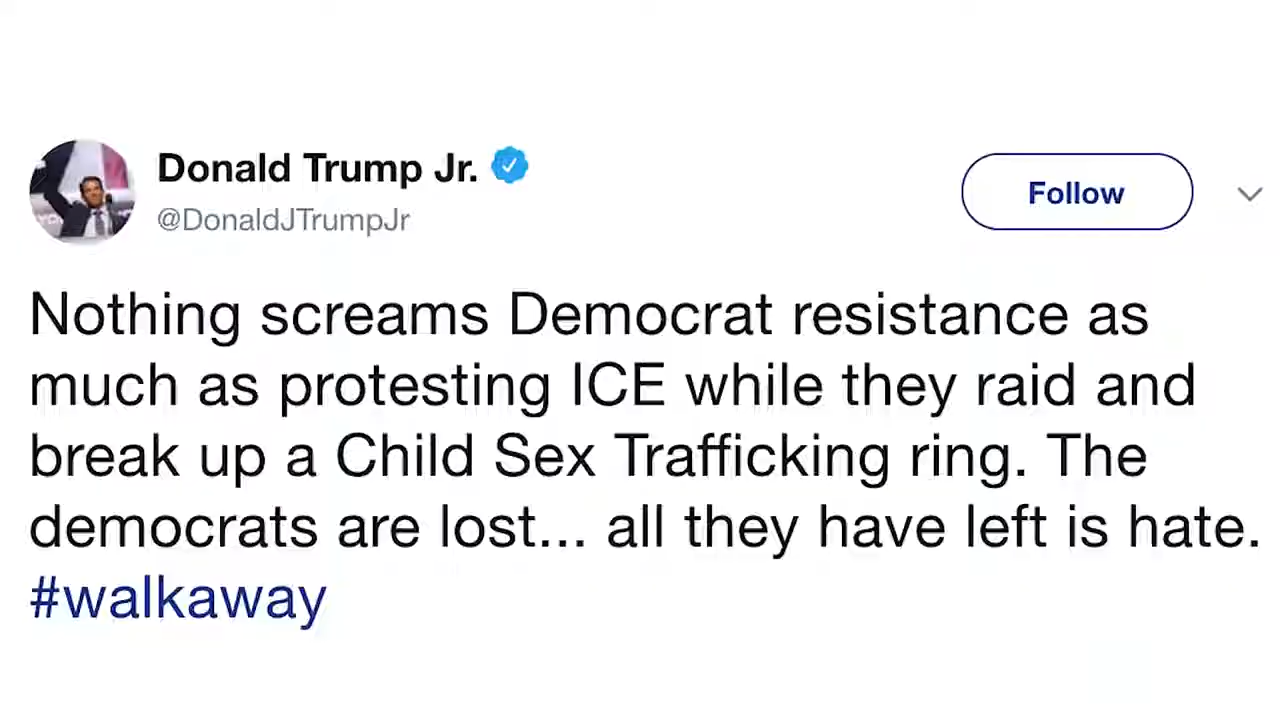 Donald Trump Jr.
@DonaldJTrumpJr
Follow
Nothing screams Democrat resistance as
much as protesting ICE while they raid and
break up a Child Sex Trafficking ring. The
democrats are lost... all they have left is hate.
#walkaway